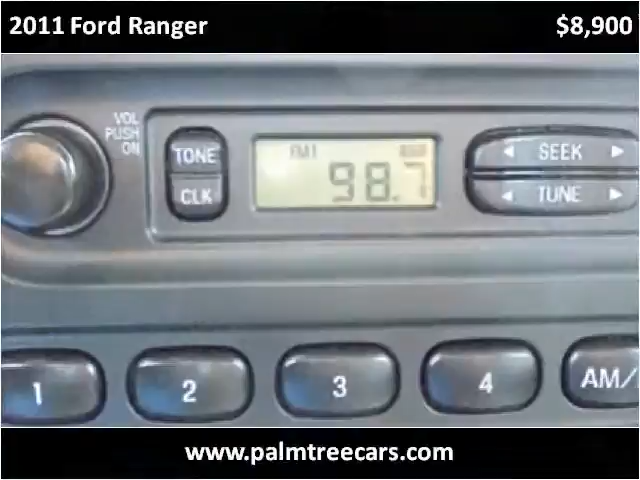 2011 Ford Ranger $8,900
VOL
PUSH
ON
TONE
CLK
FM1
98.7
SEEK
TUNE
1 2 3 4 AM/
www.palmtreecars.com